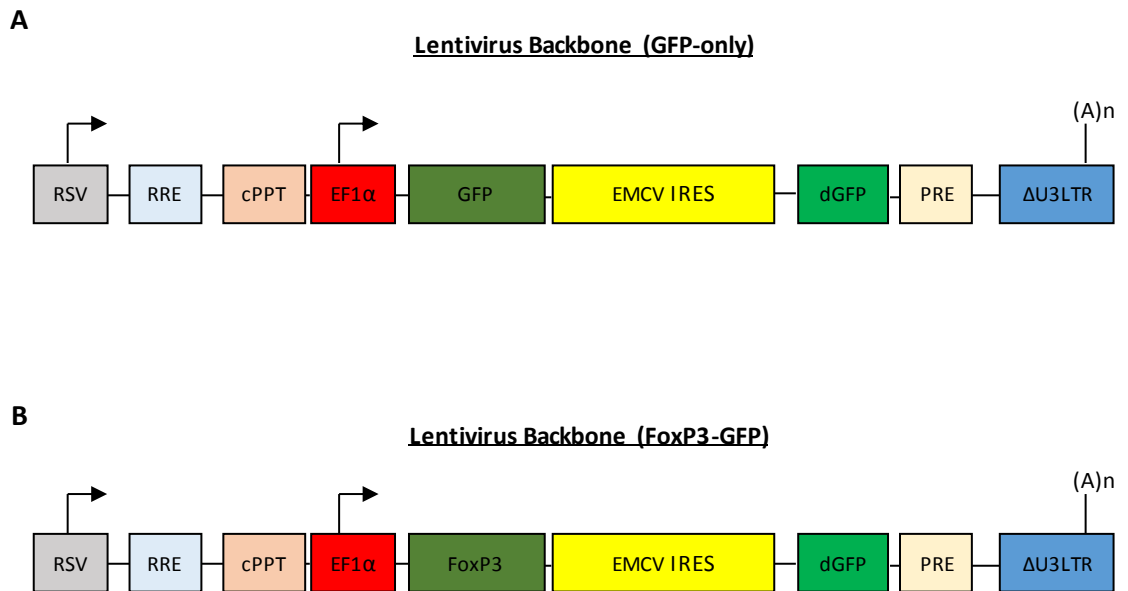 A
Lentivirus Backbone (GFP-only)
(A)n
RSV RRE cPPT EF1α GFP EMCV IRES dGFP PRE ΔU3LTR
B
Lentivirus Backbone (FoxP3-GFP)
(A)n
RSV RRE cPPT EF1α FoxP3 EMCV IRES dGFP PRE ΔU3LTR